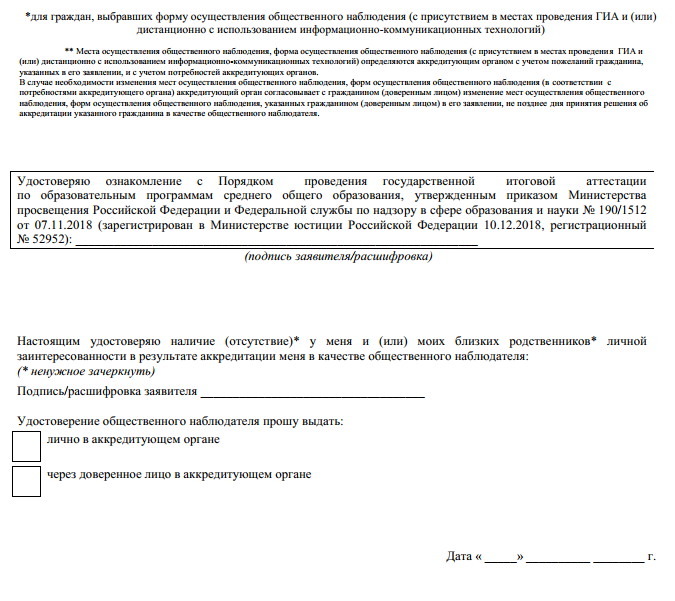 *для граждан, выбравших форму осуществления общественного наблюдения (с присутствием в местах проведения ГИА и (или)
дистанционно с использованием информационно-коммуникационных технологий)
** Места осуществления общественного наблюдения, форма осуществления общественного наблюдения (с присутствием в местах проведения ГИА и
(или) дистанционно с использованием информационно-коммуникационных технологий) определяются аккредитующим органом с учетом пожеланий гражданина,
указанных в его заявлении, и с учетом потребностей аккредитующих органов.
В случае необходимости изменения мест осуществления общественного наблюдения, форм осуществления общественного наблюдения (в соответствии с
потребностями аккредитующего органа) аккредитующий орган согласовывает с гражданином (доверенным лицом) изменение мест осуществления общественного
наблюдения, форм осуществления общественного наблюдения, указанных гражданином (доверенным лицом) в его заявлении, не позднее дня принятия решения об
аккредитации указанного гражданина в качестве общественного наблюдателя.
Удостоверяю ознакомление с Порядком проведения государственной итоговой аттестации
по образовательным программам среднего общего образования, утвержденным приказом Министерства
просвещения Российской Федерации и Федеральной службы по надзору в сфере образования и науки № 190/1512
от 07.11.2018 (зарегистрирован в Министерстве юстиции Российской Федерации 10.12.2018, регистрационный
№ 52952): ____________________________________________
(подпись заявителя/расшифровка)
Настоящим удостоверяю наличие (отсутствие)* у меня и (или) моих близких родственников* личной
заинтересованности в результате аккредитации меня в качестве общественного наблюдателя:
(* ненужное зачеркнуть)
Подпись/расшифровка заявителя ___________________________________
Удостоверение общественного наблюдателя прошу выдать:
лично в аккредитующем органе
через доверенное лицо в аккредитующем органе
Дата « _____» __________ ________ г.